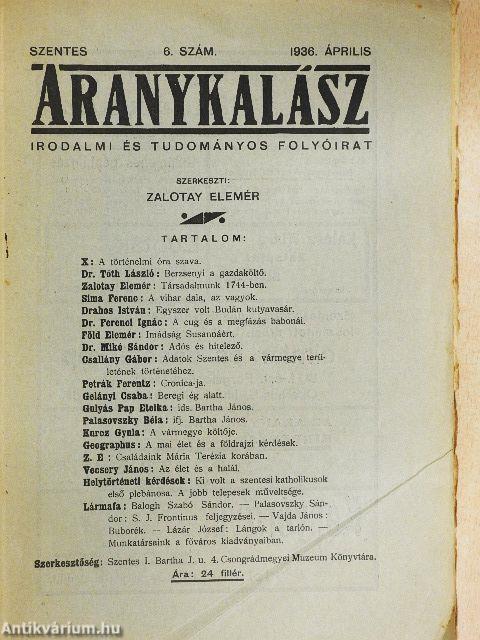 SZENTES 6. SZÁM. 1936. ÁPRILIS
ARANYKALÁSZ
IRODALMI ÉS TUDOMÁNYOS FOLYÓIRAT
SZERKESZTI:
ZALOTAY ELEMÉR
TARTALOM:
X: A történelmi óra szava.
Dr. Tóth László: Berzsenyi a gazdaköltő.
Zalotay Elemér: Társadalmunk 1744-ben.
Sima Ferenc: A vihar dala, az vagyok.
Drahos István: Egyszer volt Budán kutyavásár.
Dr. Ferenci Ignác: A cug és a megfázás babonái.
Föld Elemér: Imádság Susannáért.
Dr. Mikó Sándor: Adós és hitelező.
Csallány Gábor: Adatok Szentes és a vármegye terü-
letének történetéhez.
Petrák Ferentz: Cronica-ja.
Gelányi Csaba: Beregi ég alatt.
Gulyás Pap Etelka: ids. Bartha János.
Palasovszky Béla: ifj. Bartha János.
Kurcz Gyula: A vármegye költője.
Geographus: A mai élet és a földrajzi kérdések.
Z. E: Családaink Mária Terézia korában.
Vecsery János: Az élet és a halál.
Helytörténeti kérdések: Ki volt a szentesi katholikusok
első plebánosa. A jobb telepesek műveltsége.
Lármafa: Balogh Szabó Sándor. — Palasovszky Sán-
dor: S. J. Frontinus feljegyzései. — Vajda János:
Buborék. — Lázár József: Lángok a tarlón. —
Munkatársaink a főváros kiadványaiban.
Szerkesztőség: Szentes I. Bartha J. u. 4. Csongrádmegyei Muzeum Könyvtára.
Ára: 24 fillér.
Antikvárium.hu